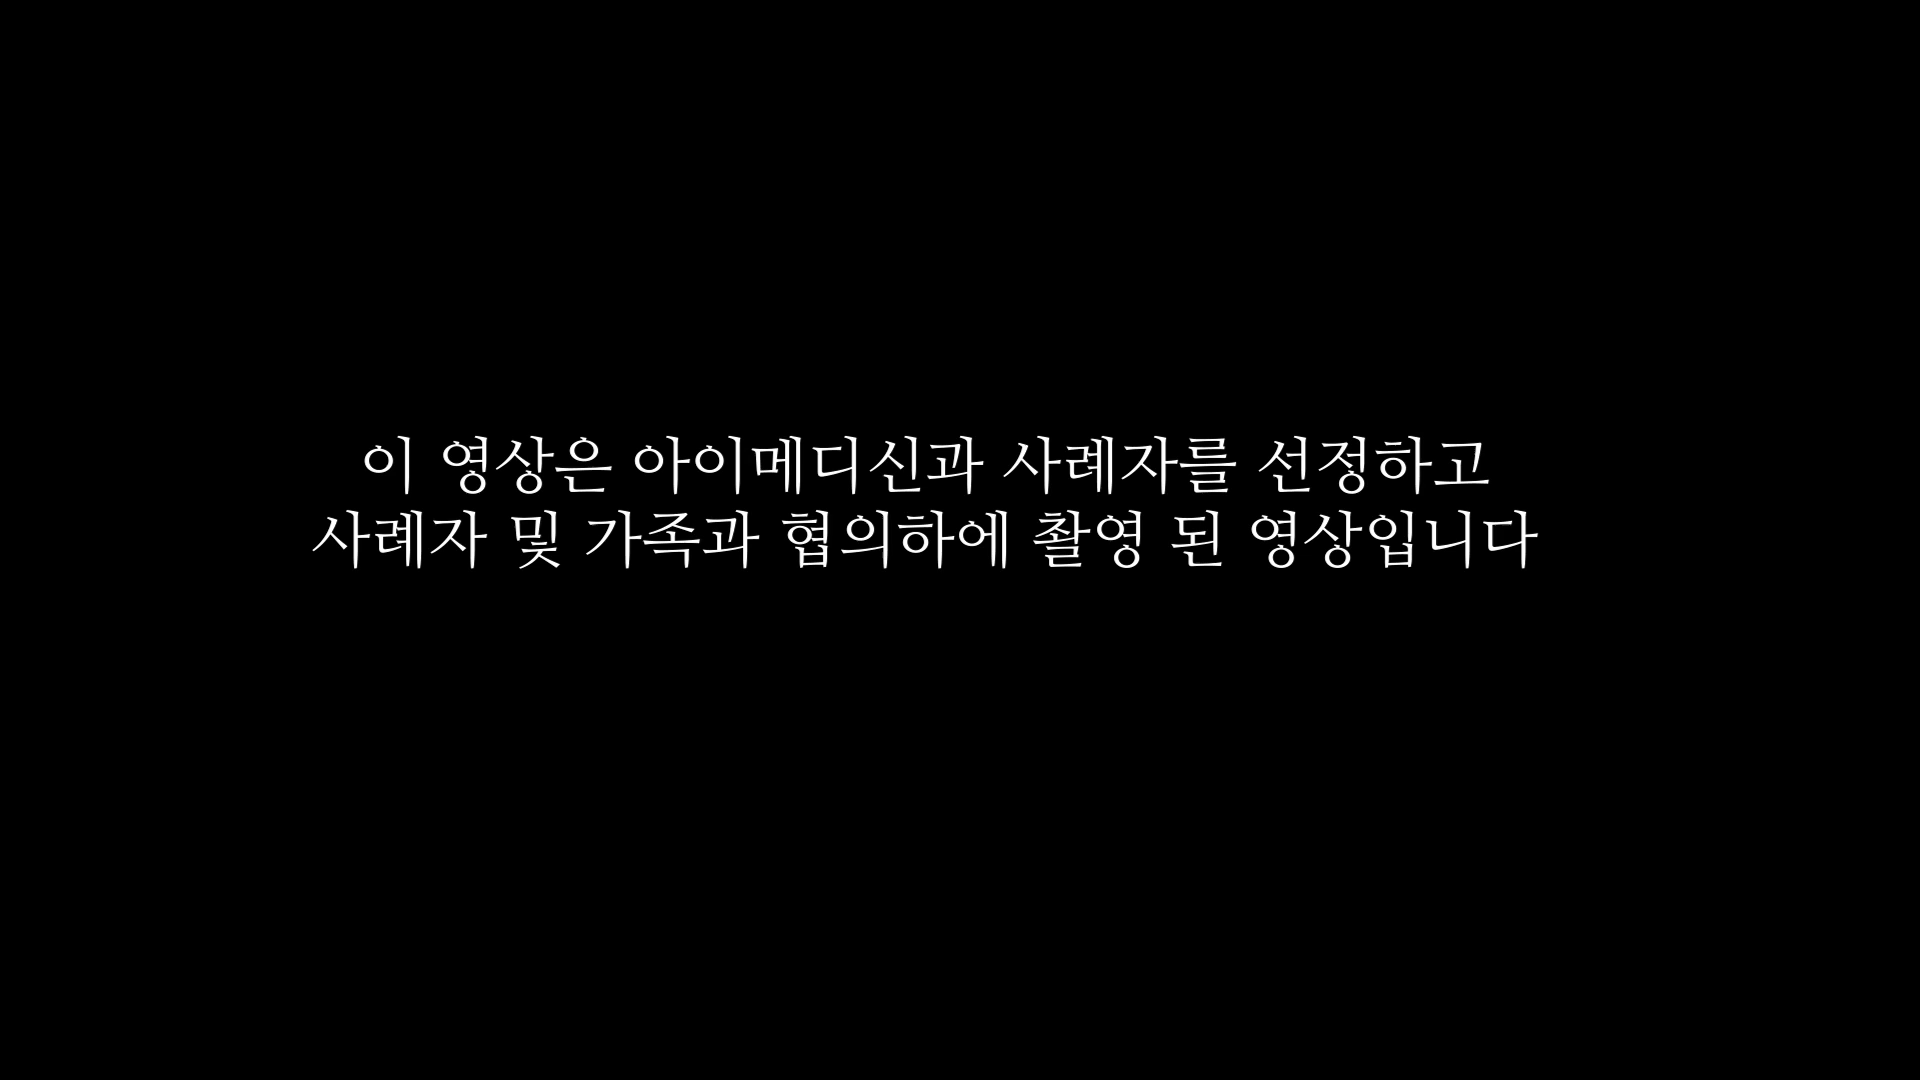 이 영상은 아이메디신과 사례자를 선정하고
사례자 및 가족과 협의하에 촬영 된 영상입니다